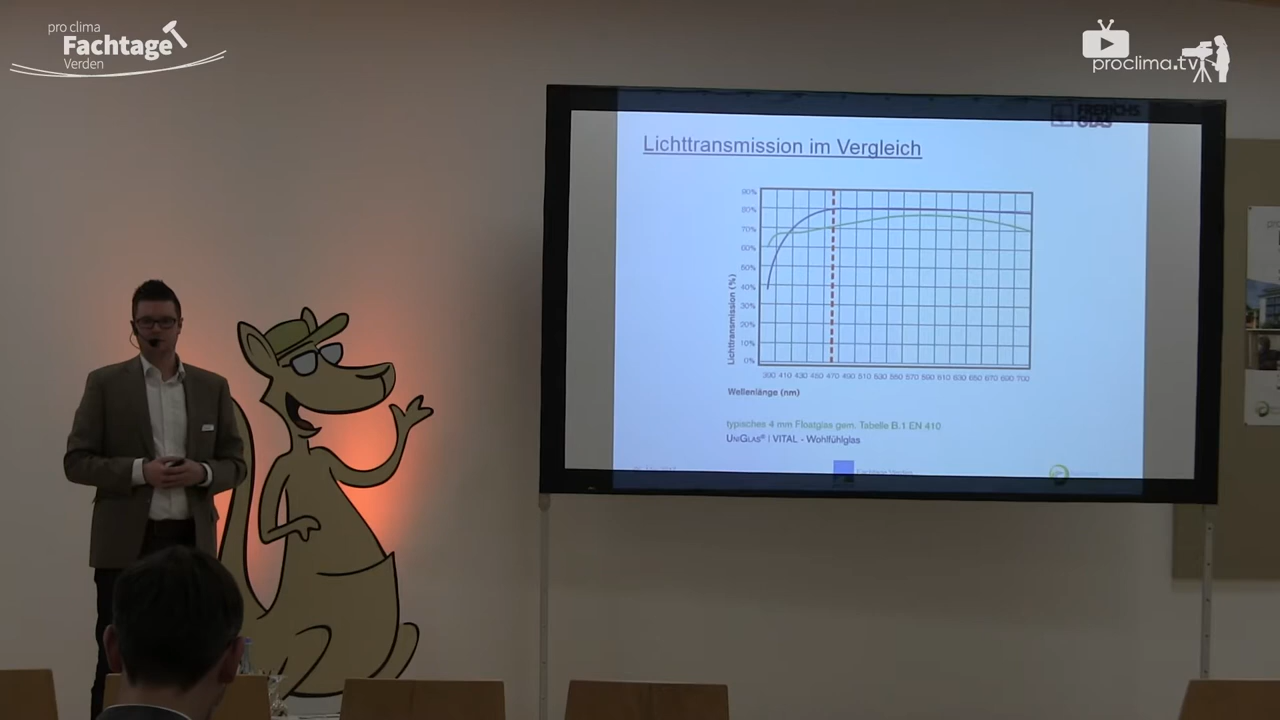 pro clima
Fachtage
Verden
proclima.tv
FRERICHS
GLAS
Lichttransmission im Vergleich
90%
80%
70%
60%
50%
40%
30%
20%
10%
0%
Lichttransmission (%)
390 410 430 450 470 490 510 530 550 570 590 610 630 650 670 690 700
Wellenlänge (nm)
typisches 4 mm Floatglas gem. Tabelle B.1 EN 410
UNIGLAS® | VITAL - Wohlfühlglas